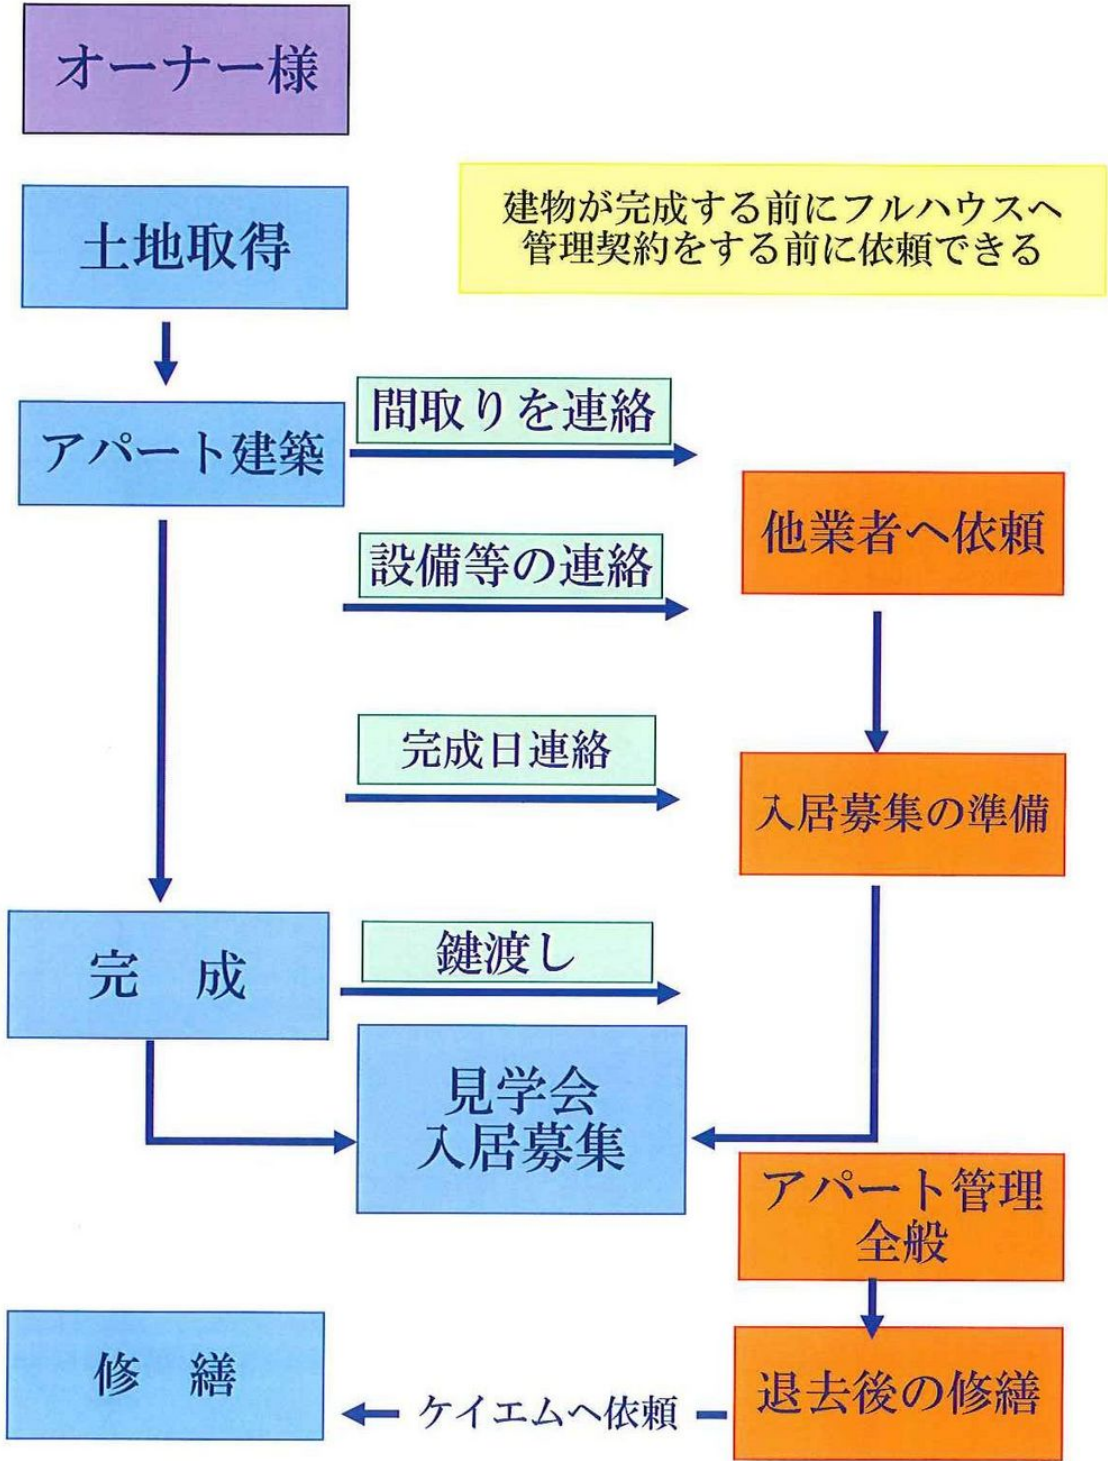 オーナー様
土地取得
建物が完成する前にフルハウスへ
管理契約をする前に依頼できる
アパート建築
間取りを連絡
他業者へ依頼
設備等の連絡
完成日連絡
入居募集の準備
完　成
鍵渡し
見学会
入居募集
アパート管理
全般
修　繕
ケイエムへ依頼
退去後の修繕